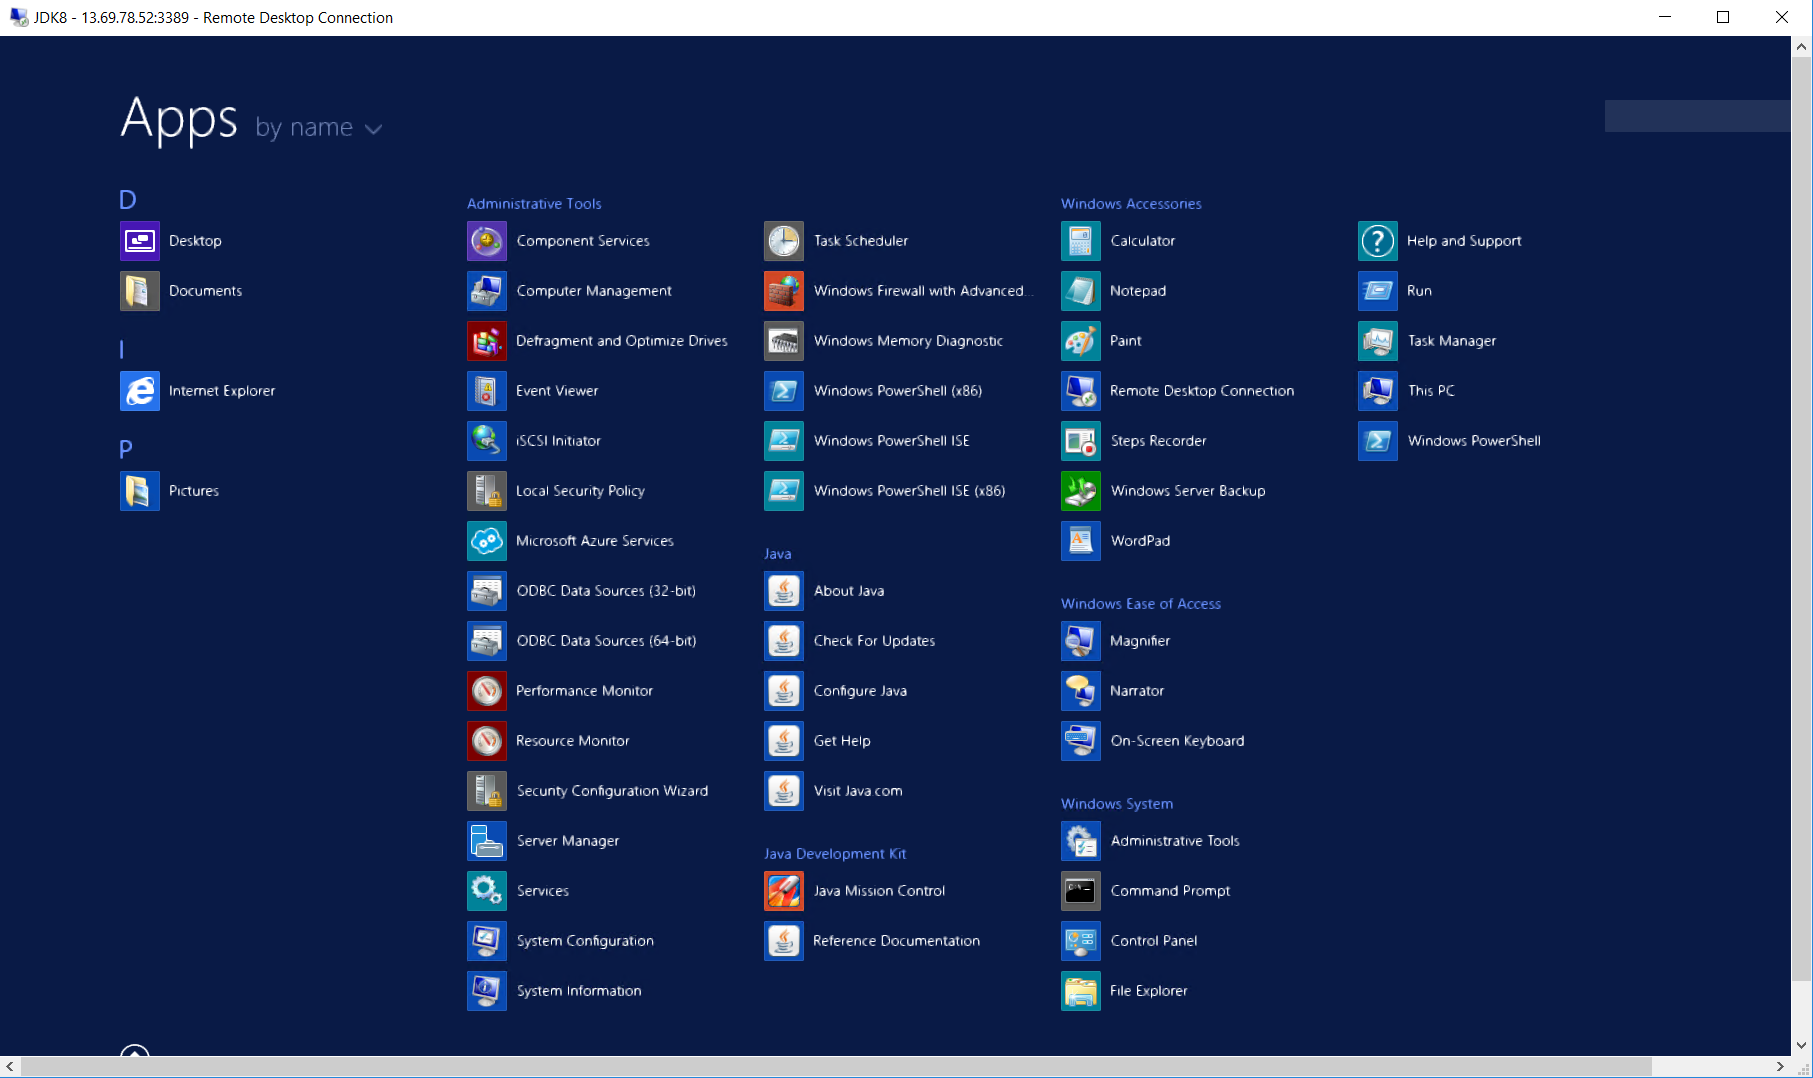 JDK8 - 13.69.78.52:3389 - Remote Desktop Connection
Apps by name
D
Desktop
Documents
I
Internet Explorer
P
Pictures
Administrative Tools
Component Services
Computer Management
Defragment and Optimize Drives
Event Viewer
iSCSI Initiator
Local Security Policy
Microsoft Azure Services
ODBC Data Sources (32-bit)
ODBC Data Sources (64-bit)
Performance Monitor
Resource Monitor
Security Configuration Wizard
Server Manager
Services
System Configuration
System Information
Task Scheduler
Windows Firewall with Advanced...
Windows Memory Diagnostic
Windows PowerShell (x86)
Windows PowerShell ISE
Windows PowerShell ISE (x86)
Java
About Java
Check For Updates
Configure Java
Get Help
Visit Java.com
Java Development Kit
Java Mission Control
Reference Documentation
Windows Accessories
Calculator
Notepad
Paint
Remote Desktop Connection
Steps Recorder
Windows Server Backup
WordPad
Windows Ease of Access
Magnifier
Narrator
On-Screen Keyboard
Windows System
Administrative Tools
Command Prompt
Control Panel
File Explorer
Help and Support
Run
Task Manager
This PC
Windows PowerShell